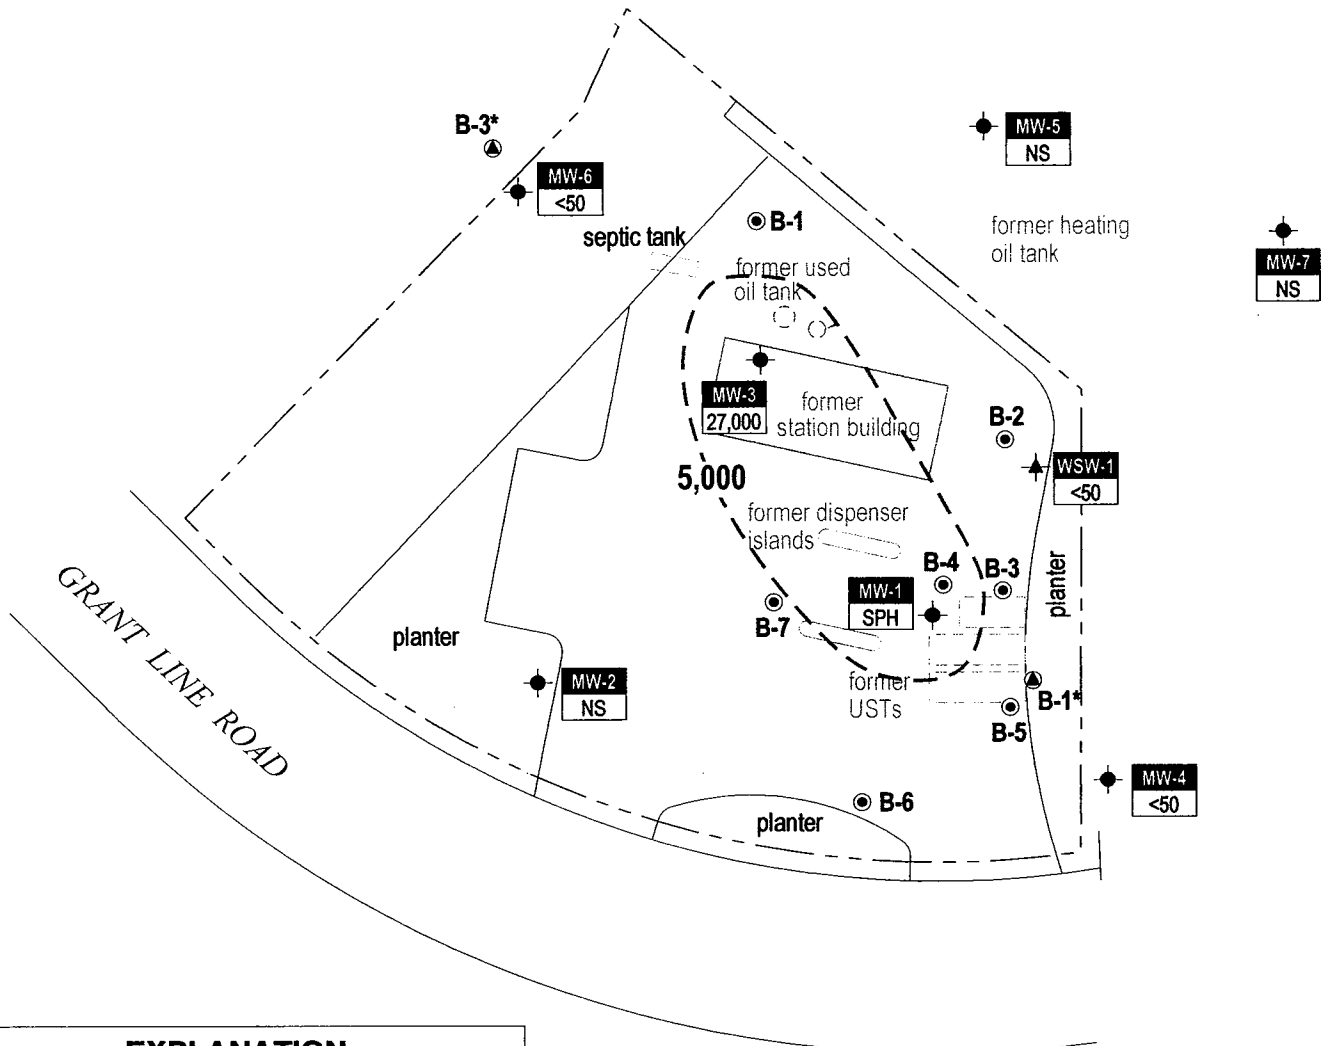 B-3*
MW-6
<50
MW-5
NS
B-1
septic tank
former heating
oil tank
MW-7
NS
former used
oil tank
MW-3
27,000
former
station building
B-2
WSW-1
<50
5,000
former dispenser
islands
B-4
B-3
MW-1
SPH
planter
B-7
planter
GRANT LINE ROAD
MW-2
NS
former
USTs
B-1*
B-5
MW-4
<50
B-6
planter
EXPLANATION